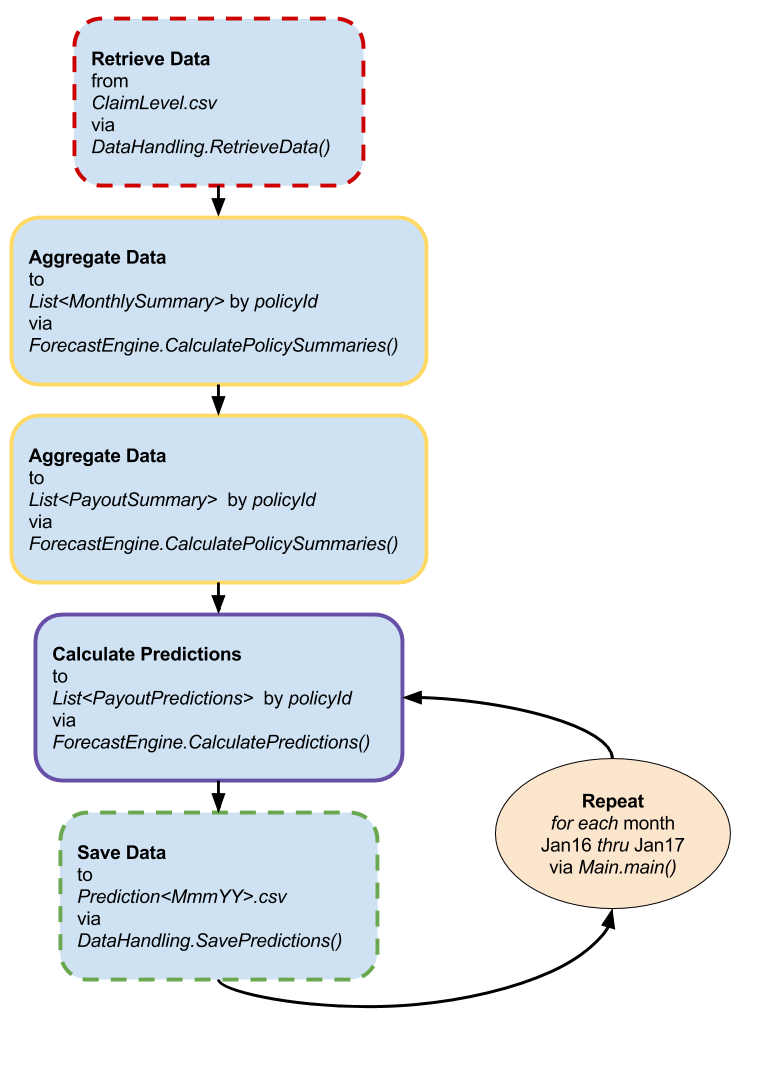 Retrieve Data
from
ClaimLevel.csv
via
DataHandling.RetrieveData()
Aggregate Data
to
List<MonthlySummary> by policyId
via
ForecastEngine.CalculatePolicySummaries()
Aggregate Data
to
List<PayoutSummary> by policyId
via
ForecastEngine.CalculatePolicySummaries()
Calculate Predictions
to
List<PayoutPredictions> by policyId
via
ForecastEngine.CalculatePredictions()
Repeat
for each month
Jan16 thru Jan17
via Main.main()
Save Data
to
Prediction<MmmYY>.csv
via
DataHandling.SavePredictions()